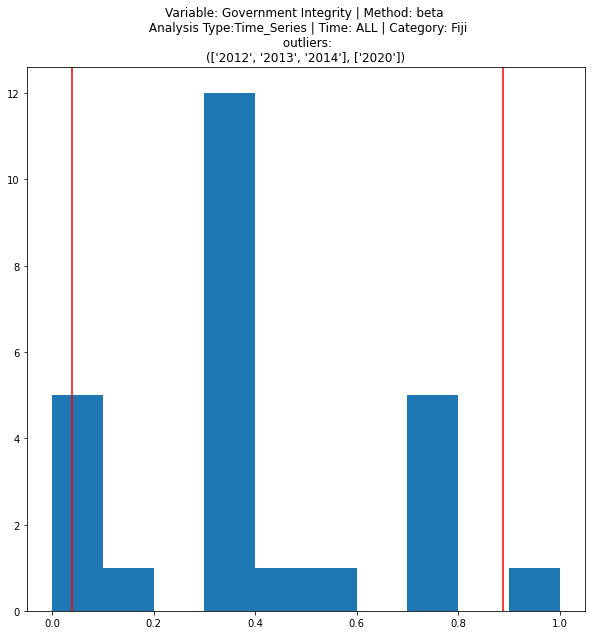 Variable: Government Integrity | Method: beta
Analysis Type:Time_Series | Time: ALL | Category: Fiji
outliers:
(['2012', '2013', '2014'], ['2020'])
12
10
8
6
4
2
0
0.0 0.2 0.4 0.6 0.8 1.0